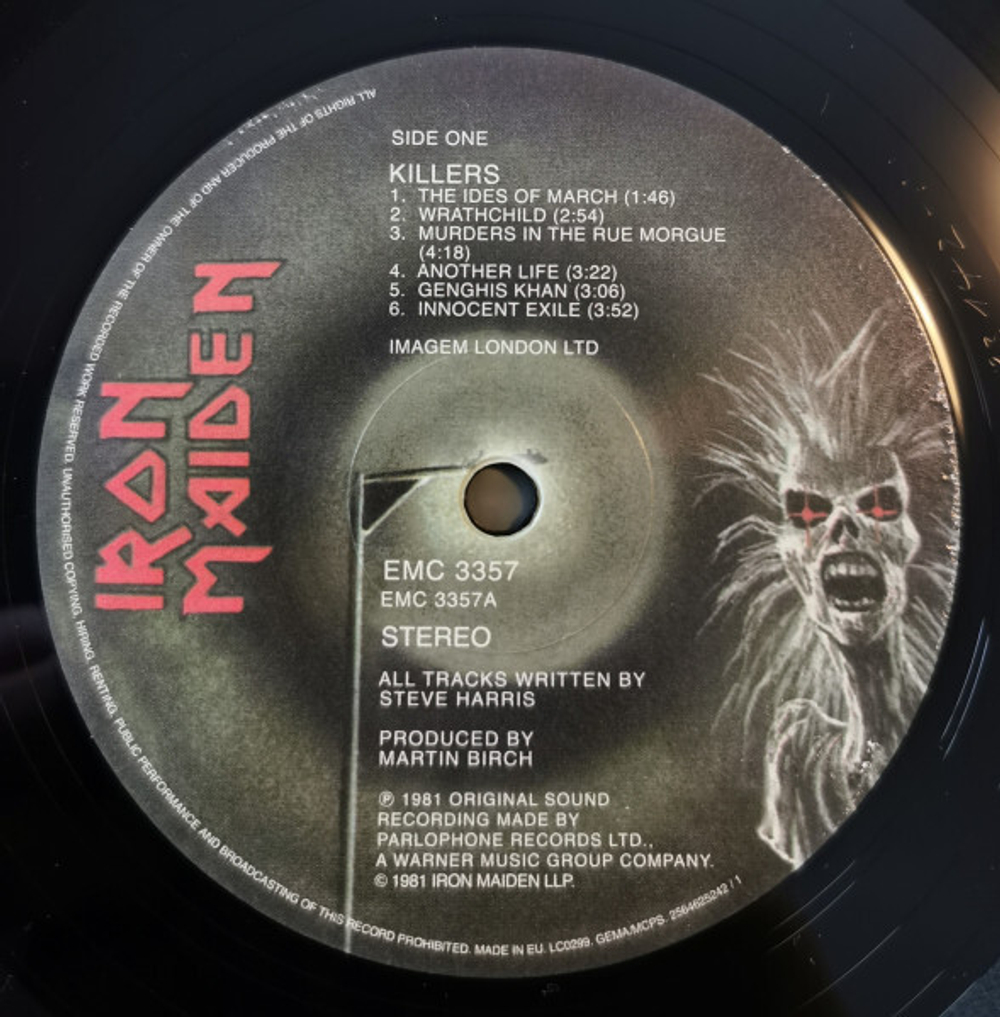 SIDE ONE
KILLERS
1. THE IDES OF MARCH (1:46)
2. WRATHCHILD (2:54)
3. MURDERS IN THE RUE MORGUE
(4:18)
4. ANOTHER LIFE (3:22)
5. GENGHIS KHAN (3:06)
6. INNOCENT EXILE (3:52)
IMAGEM LONDON LTD
IRON
MAIDEN
EMC 3357
EMC 3357A
STEREO
ALL TRACKS WRITTEN BY
STEVE HARRIS
PRODUCED BY
MARTIN BIRCH
℗ 1981 ORIGINAL SOUND
RECORDING MADE BY
PARLOPHONE RECORDS LTD.,
A WARNER MUSIC GROUP COMPANY.
© 1981 IRON MAIDEN LLP.
ALL RIGHTS OF THE PRODUCER AND OF THE OWNER OF THE RECORDED WORK RESERVED. UNAUTHORISED COPYING, HIRING, RENTING, PUBLIC PERFORMANCE AND BROADCASTING OF THIS RECORD PROHIBITED. MADE IN EU. LC0299. GEMA/MCPS. 2564625242 / 1